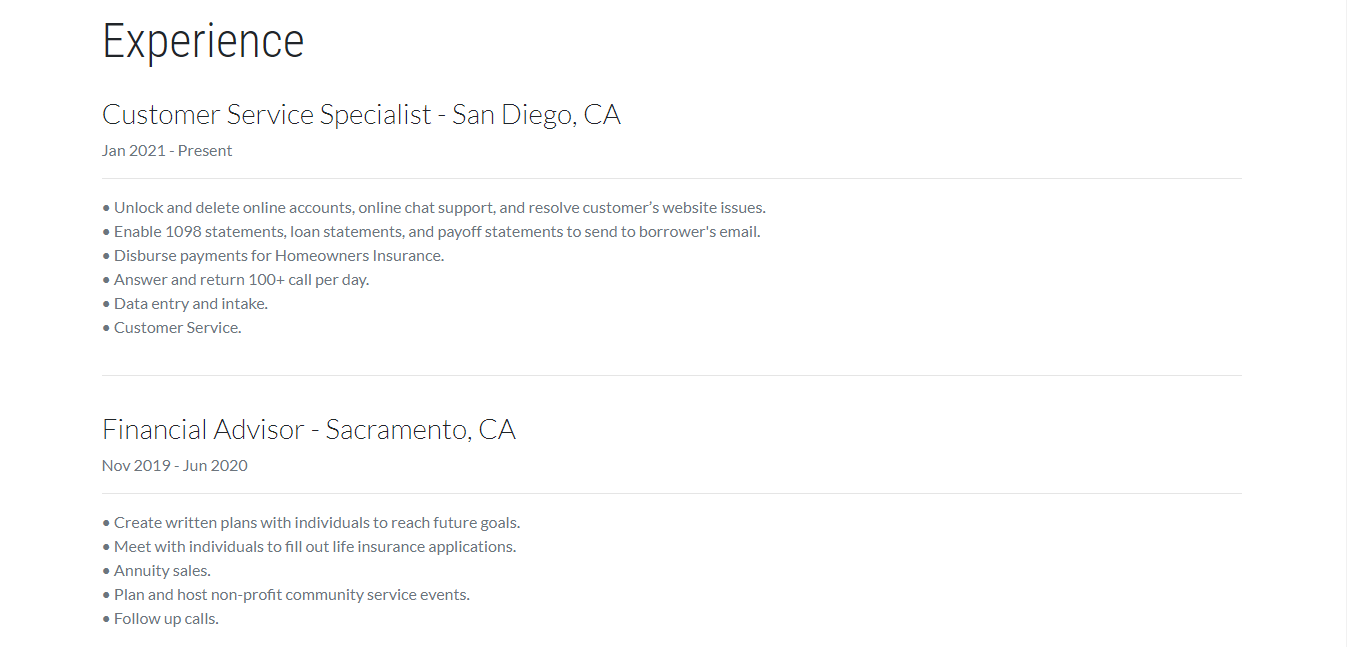 Experience
Customer Service Specialist - San Diego, CA
Jan 2021 - Present
• Unlock and delete online accounts, online chat support, and resolve customer’s website issues.
• Enable 1098 statements, loan statements, and payoff statements to send to borrower's email.
• Disburse payments for Homeowners Insurance.
• Answer and return 100+ call per day.
• Data entry and intake.
• Customer Service.
Financial Advisor - Sacramento, CA
Nov 2019 - Jun 2020
• Create written plans with individuals to reach future goals.
• Meet with individuals to fill out life insurance applications.
• Annuity sales.
• Plan and host non-profit community service events.
• Follow up calls.